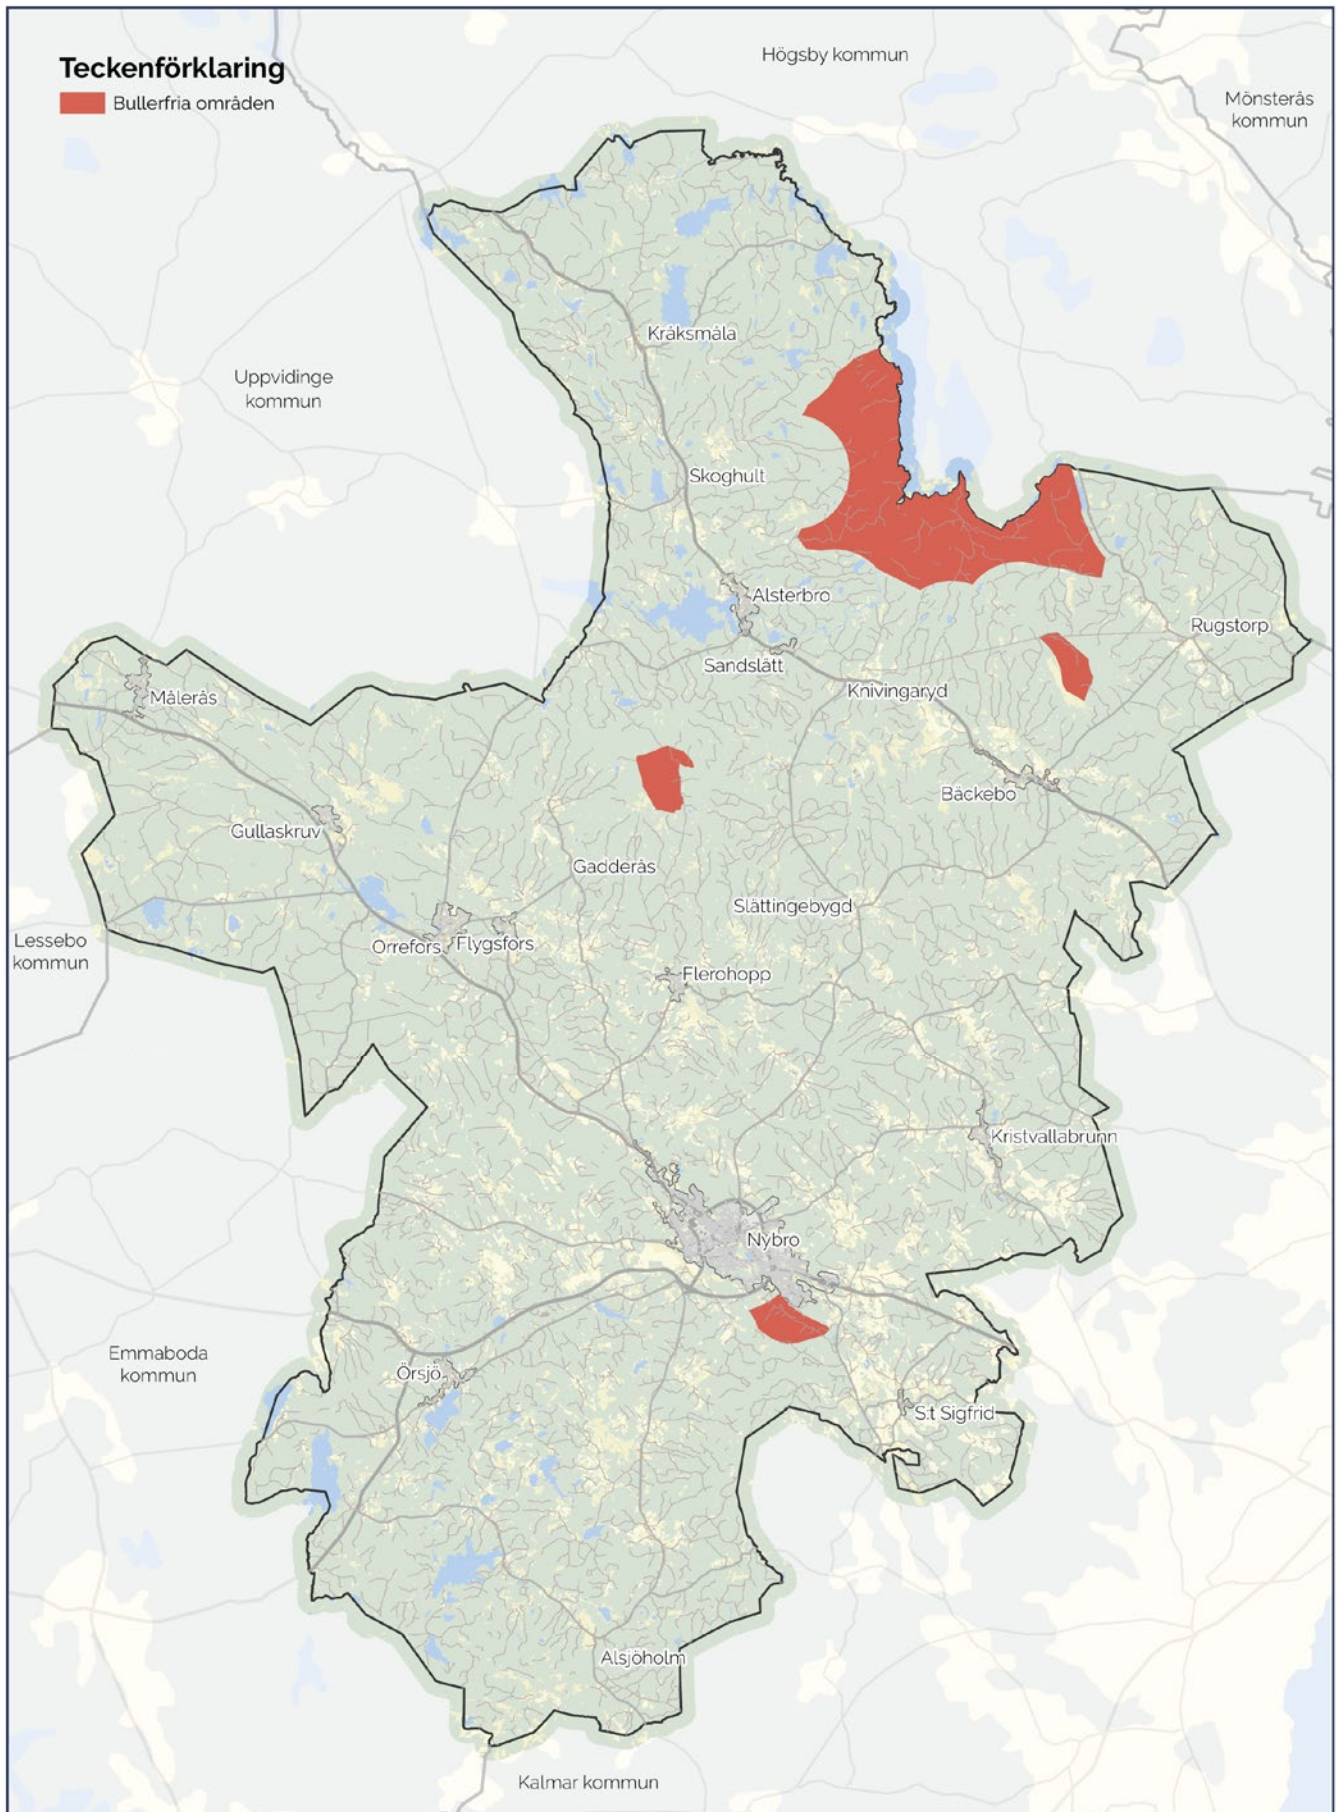 Teckenförklaring
Bullerfria områden
Högsby kommun
Mönsterås
kommun
Kråksmåla
Uppvidinge
kommun
Skoghult
Alsterbro
Rugstorp
Sandslätt
Knivingaryd
Målerås
Bäckebo
Gullaskruv
Gadderås
Slättingebygd
Lessebo
kommun
Orrefors
Flygsfors
Flerohopp
Kristvallabrunn
Nybro
Emmaboda
kommun
Örsjö
S:t Sigfrid
Alsjöholm
Kalmar kommun